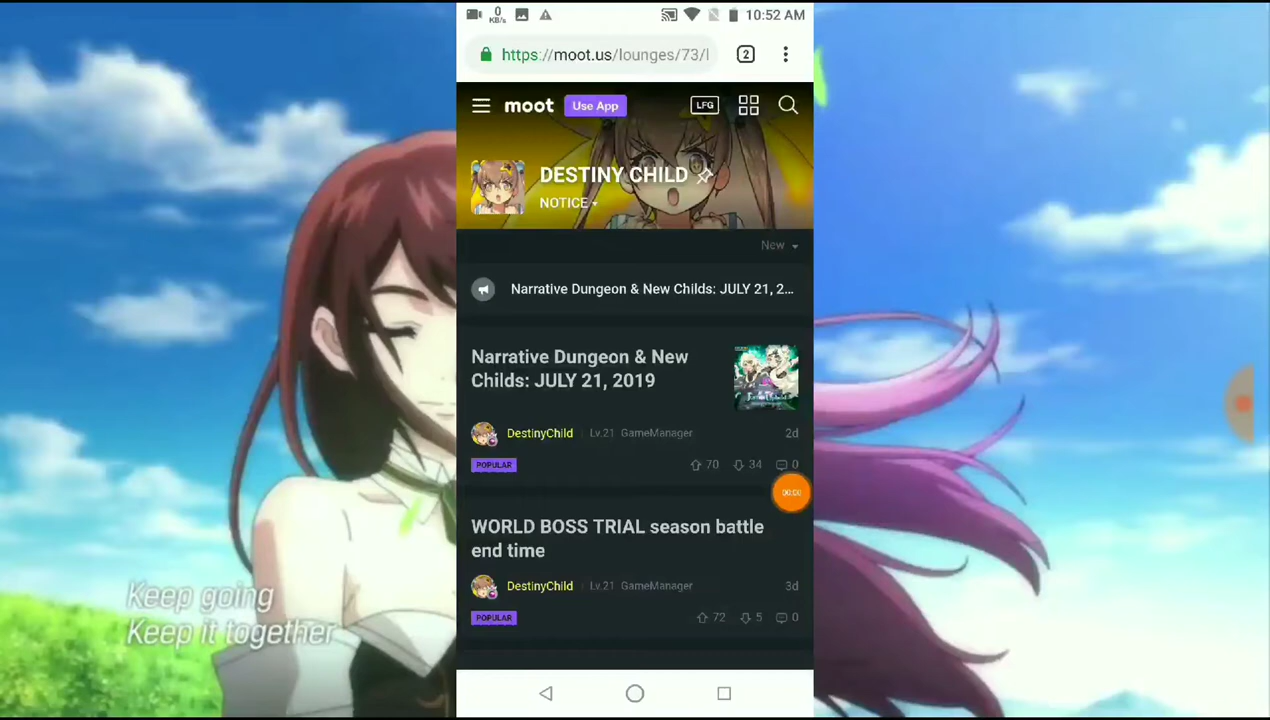 0
KB/s
10:52 AM
https://moot.us/lounges/73/
2
moot
Use App
LFG
DESTINY CHILD
NOTICE
New
Narrative Dungeon & New Childs: JULY 21, 2...
Narrative Dungeon & New
Childs: JULY 21, 2019
DestinyChild Lv.21 GameManager 2d
POPULAR 70 34 0
00:00
WORLD BOSS TRIAL season battle
end time
DestinyChild Lv.21 GameManager 3d
POPULAR 72 5 0
Keep going
Keep it together